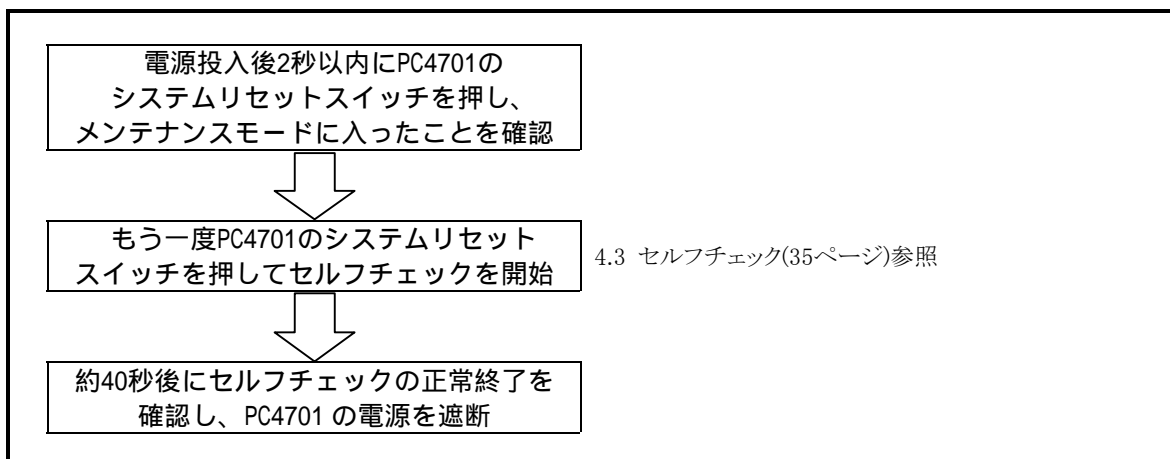 電源投入後2秒以内にPC4701の
システムリセットスイッチを押し、
メンテナンスモードに入ったことを確認
もう一度PC4701のシステムリセット
スイッチを押してセルフチェックを開始
4.3 セルフチェック(35ページ)参照
約40秒後にセルフチェックの正常終了を
確認し、PC4701 の電源を遮断